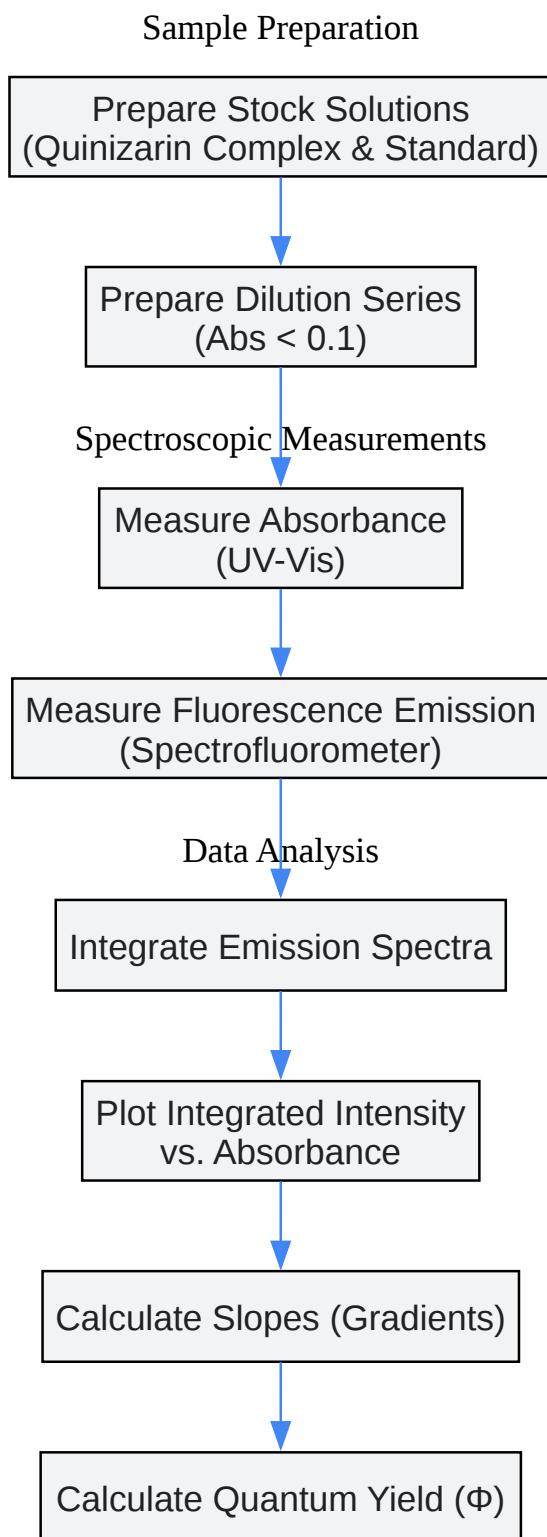 Sample Preparation
Prepare Stock Solutions
(Quinizarin Complex & Standard)
Prepare Dilution Series
(Abs < 0.1)
Spectroscopic Measurements
Measure Absorbance
(UV-Vis)
Measure Fluorescence Emission
(Spectrofluorometer)
Data Analysis
Integrate Emission Spectra
Plot Integrated Intensity
vs. Absorbance
Calculate Slopes (Gradients)
Calculate Quantum Yield (Φ)